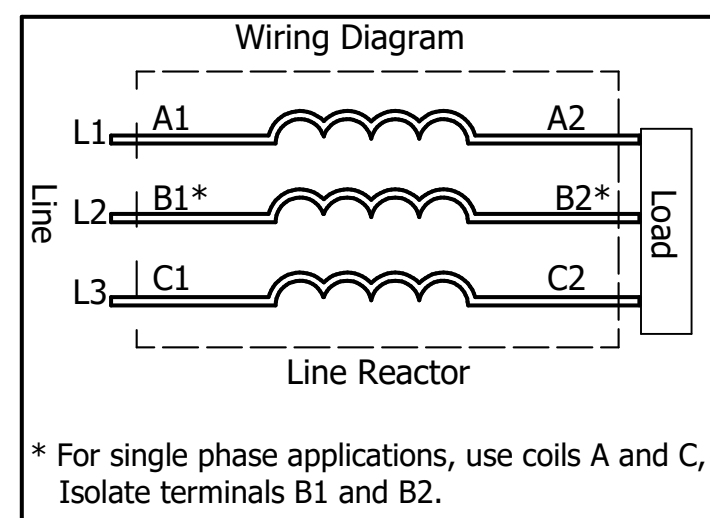 Wiring Diagram
L1 A1 A2
Line L2 B1* B2* Load
L3 C1 C2
Line Reactor
* For single phase applications, use coils A and C,
Isolate terminals B1 and B2.